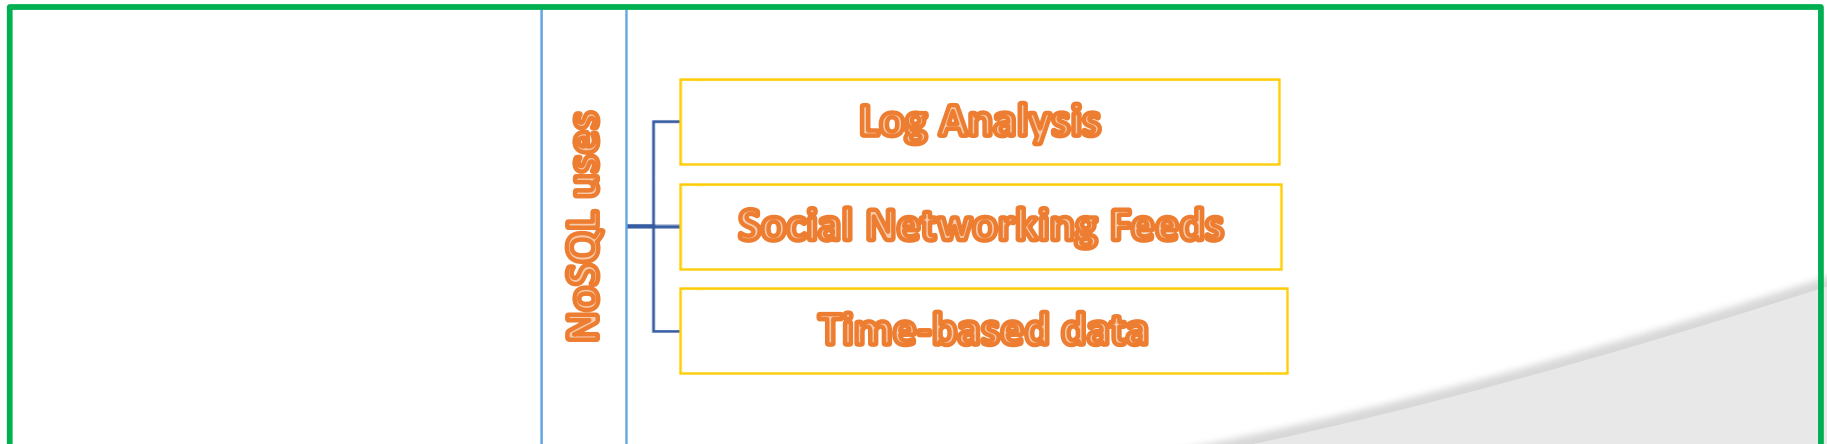 NoSQL uses
Log Analysis
Social Networking Feeds
Time-based data